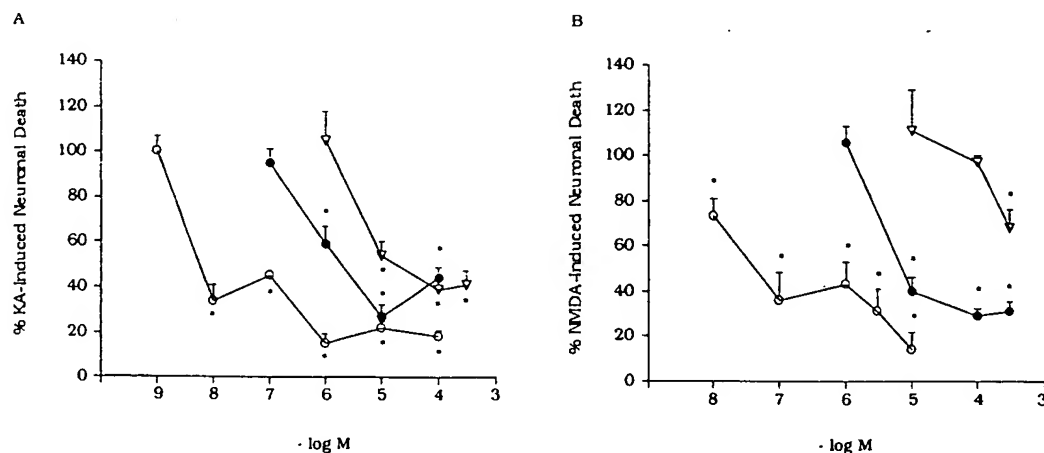 A
140
120
100
80
60
40
20
0
% KA-Induced Neuronal Death
9 8 7 6 5 4 3
- log M
B
140
120
100
80
60
40
20
0
% NMDA-Induced Neuronal Death
8 7 6 5 4 3
- log M